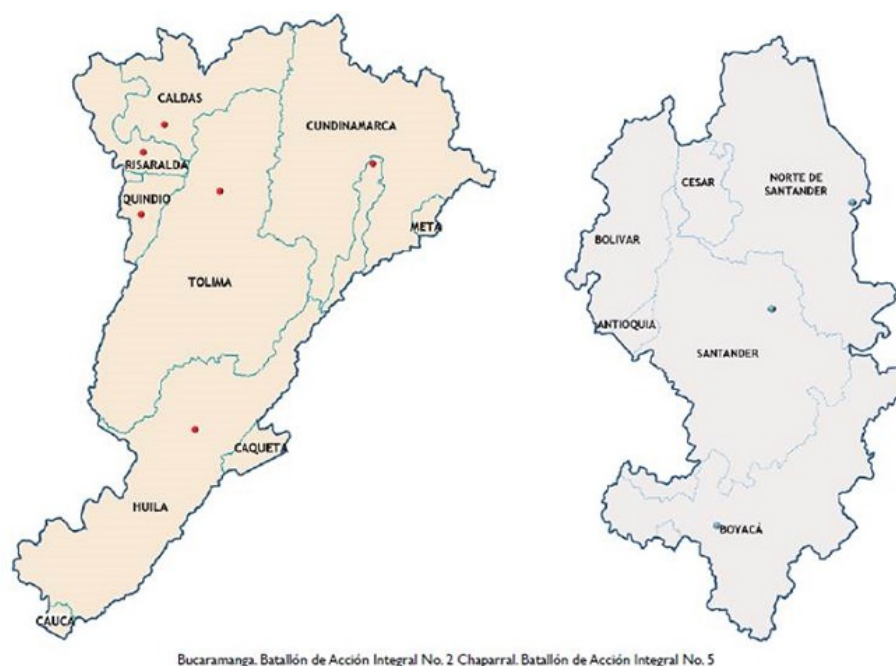 CALDAS
CUNDINAMARCA
RISARALDA
QUINDIO
META
TOLIMA
CAQUETA
HUILA
CAUCA
CESAR
NORTE DE
SANTANDER
BOLIVAR
ANTIOQUIA
SANTANDER
BOYACÁ
Bucaramanga. Batallón de Acción Integral No. 2 Chaparral. Batallón de Acción Integral No. 5